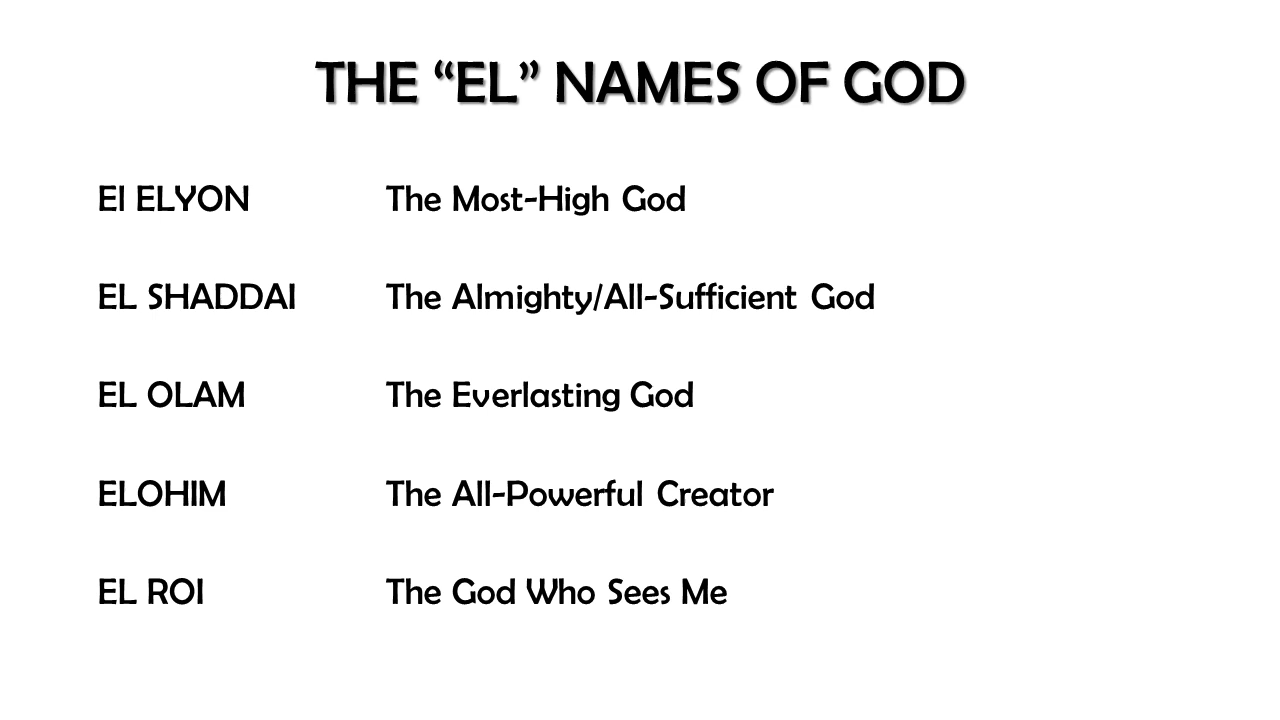 THE “EL” NAMES OF GOD
El ELYON The Most-High God
EL SHADDAI The Almighty/All-Sufficient God
EL OLAM The Everlasting God
ELOHIM The All-Powerful Creator
EL ROI The God Who Sees Me